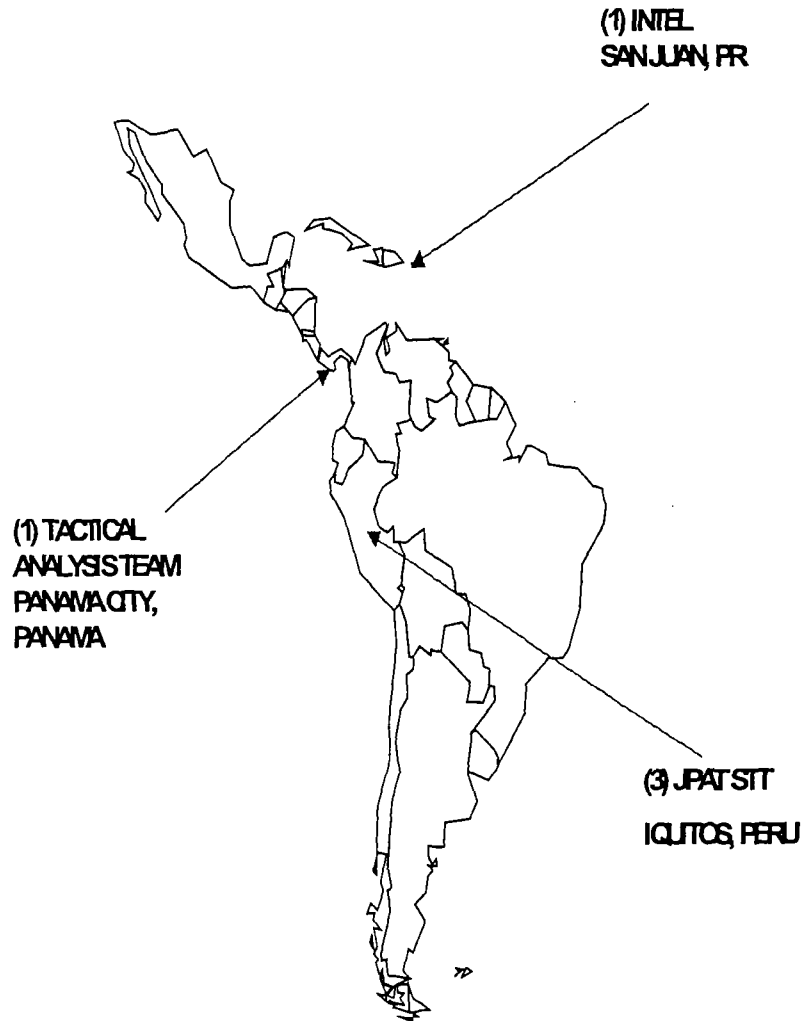 (1) INTEL
SAN JUAN, PR
(1) TACTICAL
ANALYSIS TEAM
PANAMA CITY,
PANAMA
(3) JPAT STT
IQUITOS, PERU